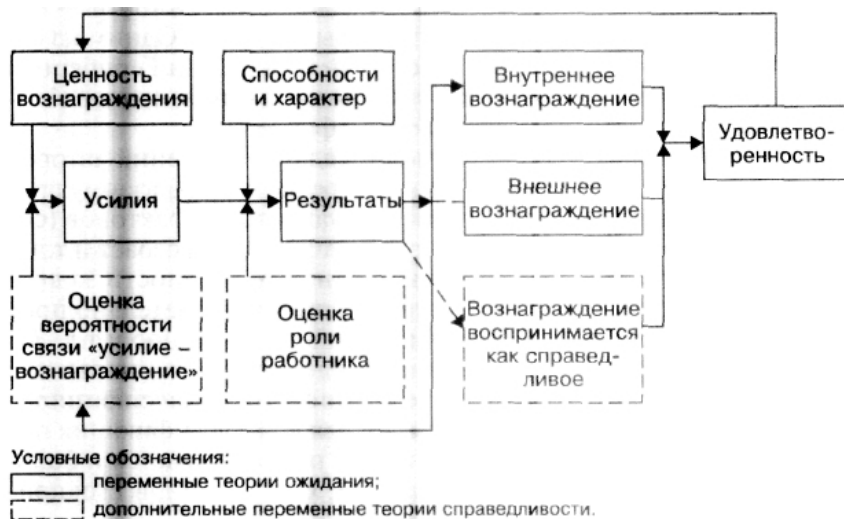 Ценность
вознаграждения
Способности
и характер
Внутреннее
вознаграждение
Удовлетво-
ренность
Усилия
Результаты
Внешнее
вознаграждение
Оценка
вероятности
связи «усилие –
вознаграждение»
Оценка
роли
работника
Вознаграждение
воспринимается
как справед-
ливое
Условные обозначения:
переменные теории ожидания;
дополнительные переменные теории справедливости.